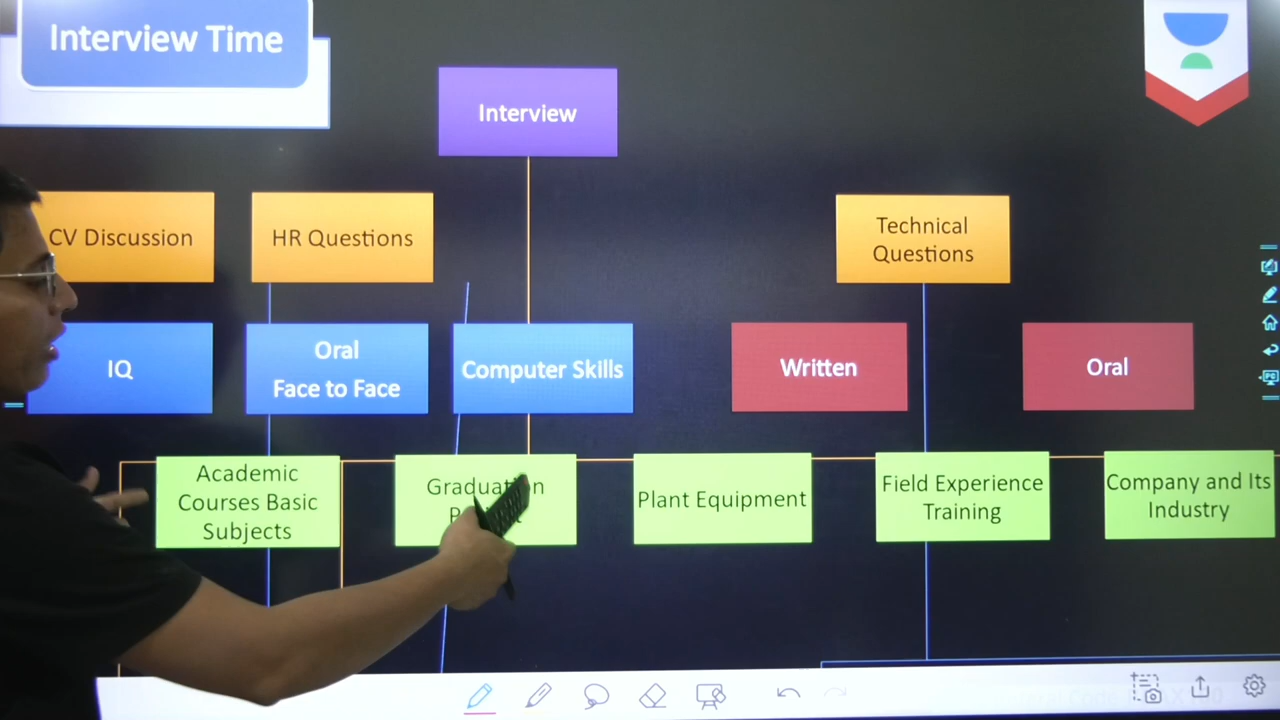 Interview Time
Interview
CV Discussion
HR Questions
Technical
Questions
IQ
Oral
Face to Face
Computer Skills
Written
Oral
Academic
Courses Basic
Subjects
Plant Equipment
Field Experience
Training
Company and Its
Industry